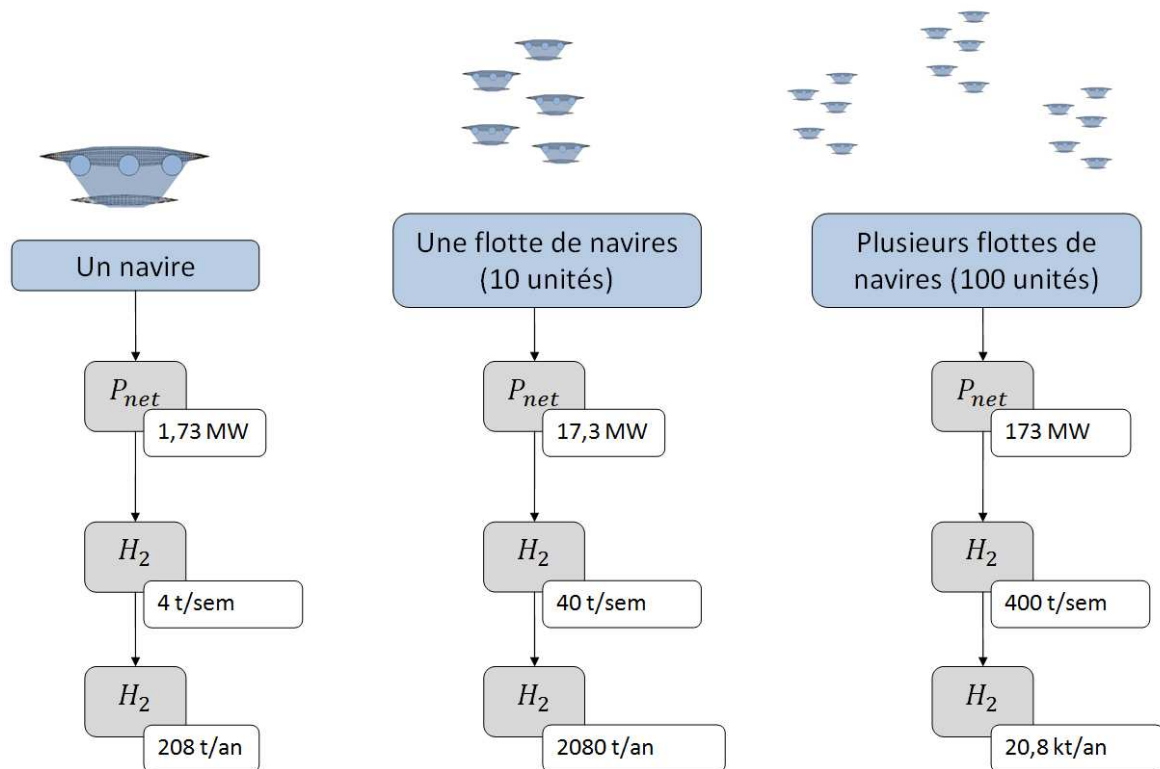 Un navire
P_net
1,73 MW
H_2
4 t/sem
H_2
208 t/an
Une flotte de navires
(10 unités)
P_net
17,3 MW
H_2
40 t/sem
H_2
2080 t/an
Plusieurs flottes de
navires (100 unités)
P_net
173 MW
H_2
400 t/sem
H_2
20,8 kt/an